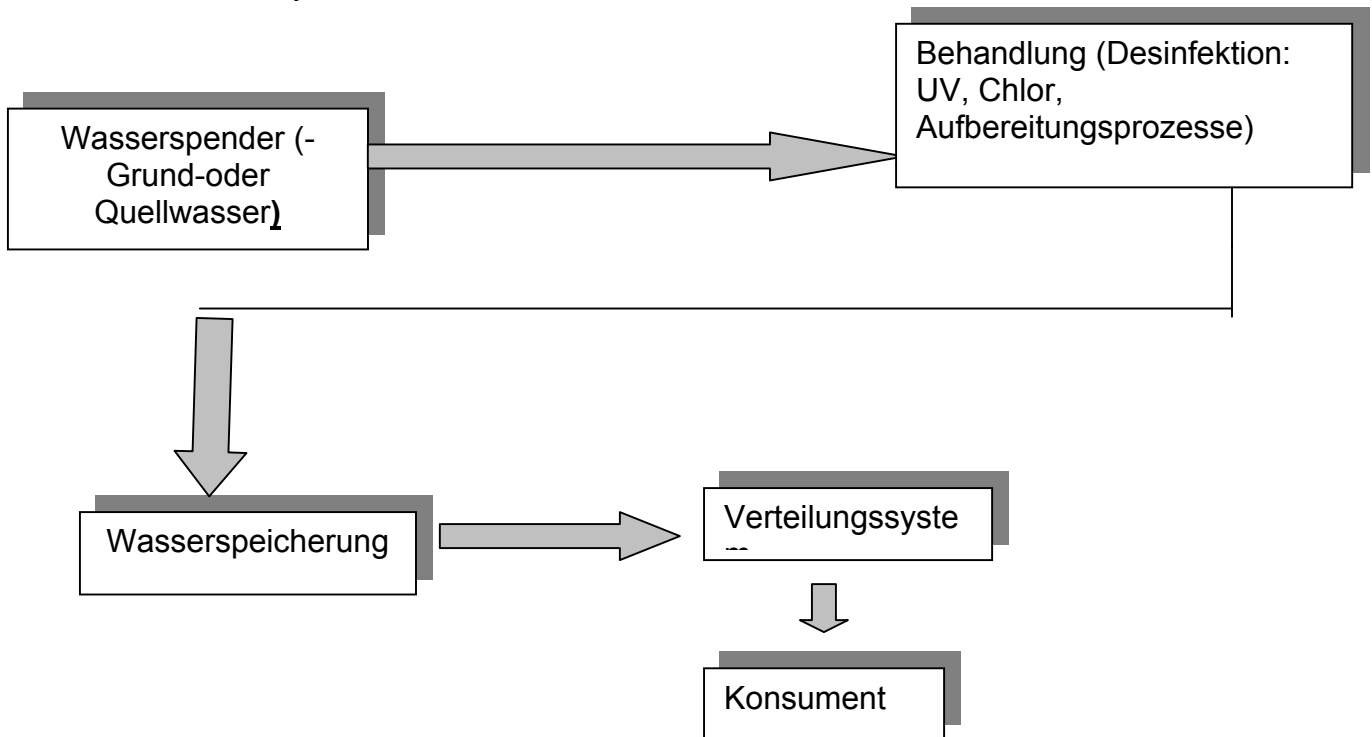 Wasserspender (-
Grund-oder
Quellwasser)
Behandlung (Desinfektion:
UV, Chlor,
Aufbereitungsprozesse)
Wasserspeicherung
Verteilungssyste
m
Konsument